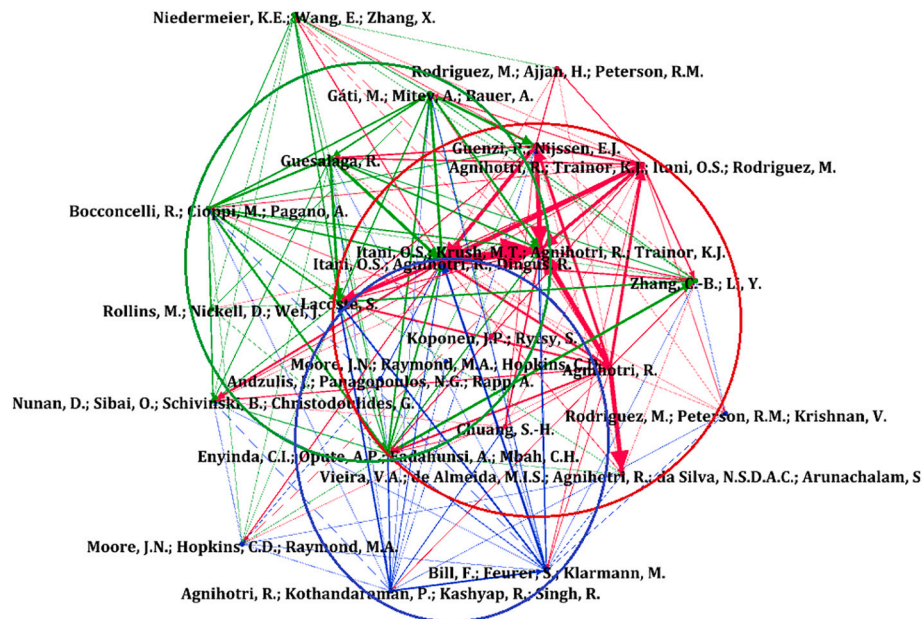 Niedermeier, K.E.; Wang, E.; Zhang, X.
Rodriguez, M.; Ajjan, H.; Peterson, R.M.
Gáti, M.; Mitev, A.; Bauer, A.
Guenzi, P.; Nijssen, E.J.
Guesalaga, R.
Agnihotri, R.; Trainor, K.J.; Itani, O.S.; Rodriguez, M.
Bocconcelli, R.; Cioppi, M.; Pagano, A.
Itani, O.S.; Krush, M.T.; Agnihotri, R.; Trainor, K.J.
Itani, O.S.; Agnihotri, R.; Dingus, R.
Zhang, C.-B.; Li, Y.
Lacoste, S.
Rollins, M.; Nickell, D.; Wei, J.
Koponen, J.P.; Rytsy, S.
Moore, J.N.; Raymond, M.A.; Hopkins, C.D.
Agnihotri, R.
Andzulis, J.; Panagopoulos, N.G.; Rapp, A.
Nunan, D.; Sibai, O.; Schivinski, B.; Christodoulides, G.
Rodriguez, M.; Peterson, R.M.; Krishnan, V.
Chuang, S.-H.
Enyinda, C.I.; Opute, A.P.; Fadahunsi, A.; Mbah, C.H.
Vieira, V.A.; de Almeida, M.I.S.; Agnihotri, R.; da Silva, N.S.D.A.C.; Arunachalam, S
Moore, J.N.; Hopkins, C.D.; Raymond, M.A.
Bill, F.; Feurer, S.; Klarmann, M.
Agnihotri, R.; Kothandaraman, P.; Kashyap, R.; Singh, R.